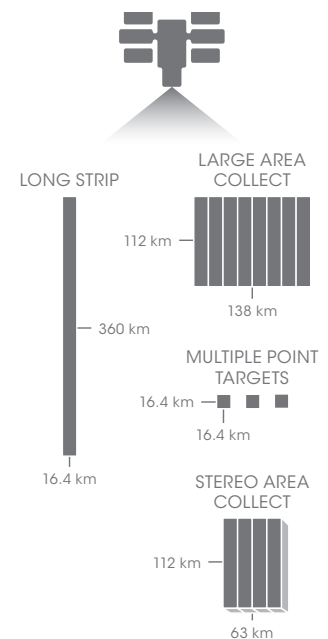 LONG STRIP
360 km
16.4 km
LARGE AREA
COLLECT
112 km
138 km
MULTIPLE POINT
TARGETS
16.4 km
16.4 km
STEREO AREA
COLLECT
112 km
63 km